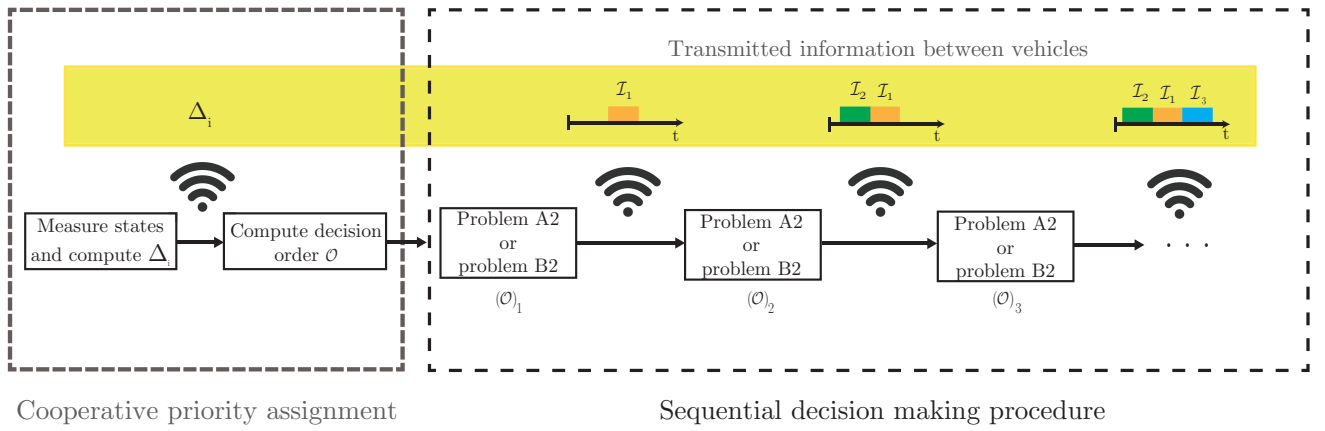 Transmitted information between vehicles
Δᵢ
ℐ₁
t
ℐ₂ ℐ₁
t
ℐ₂ ℐ₁ ℐ₃
t
Measure states
and compute Δᵢ
Compute decision
order 𝒪
Problem A2
or
problem B2
(𝒪)₁
Problem A2
or
problem B2
(𝒪)₂
Problem A2
or
problem B2
(𝒪)₃
· · ·
Cooperative priority assignment
Sequential decision making procedure